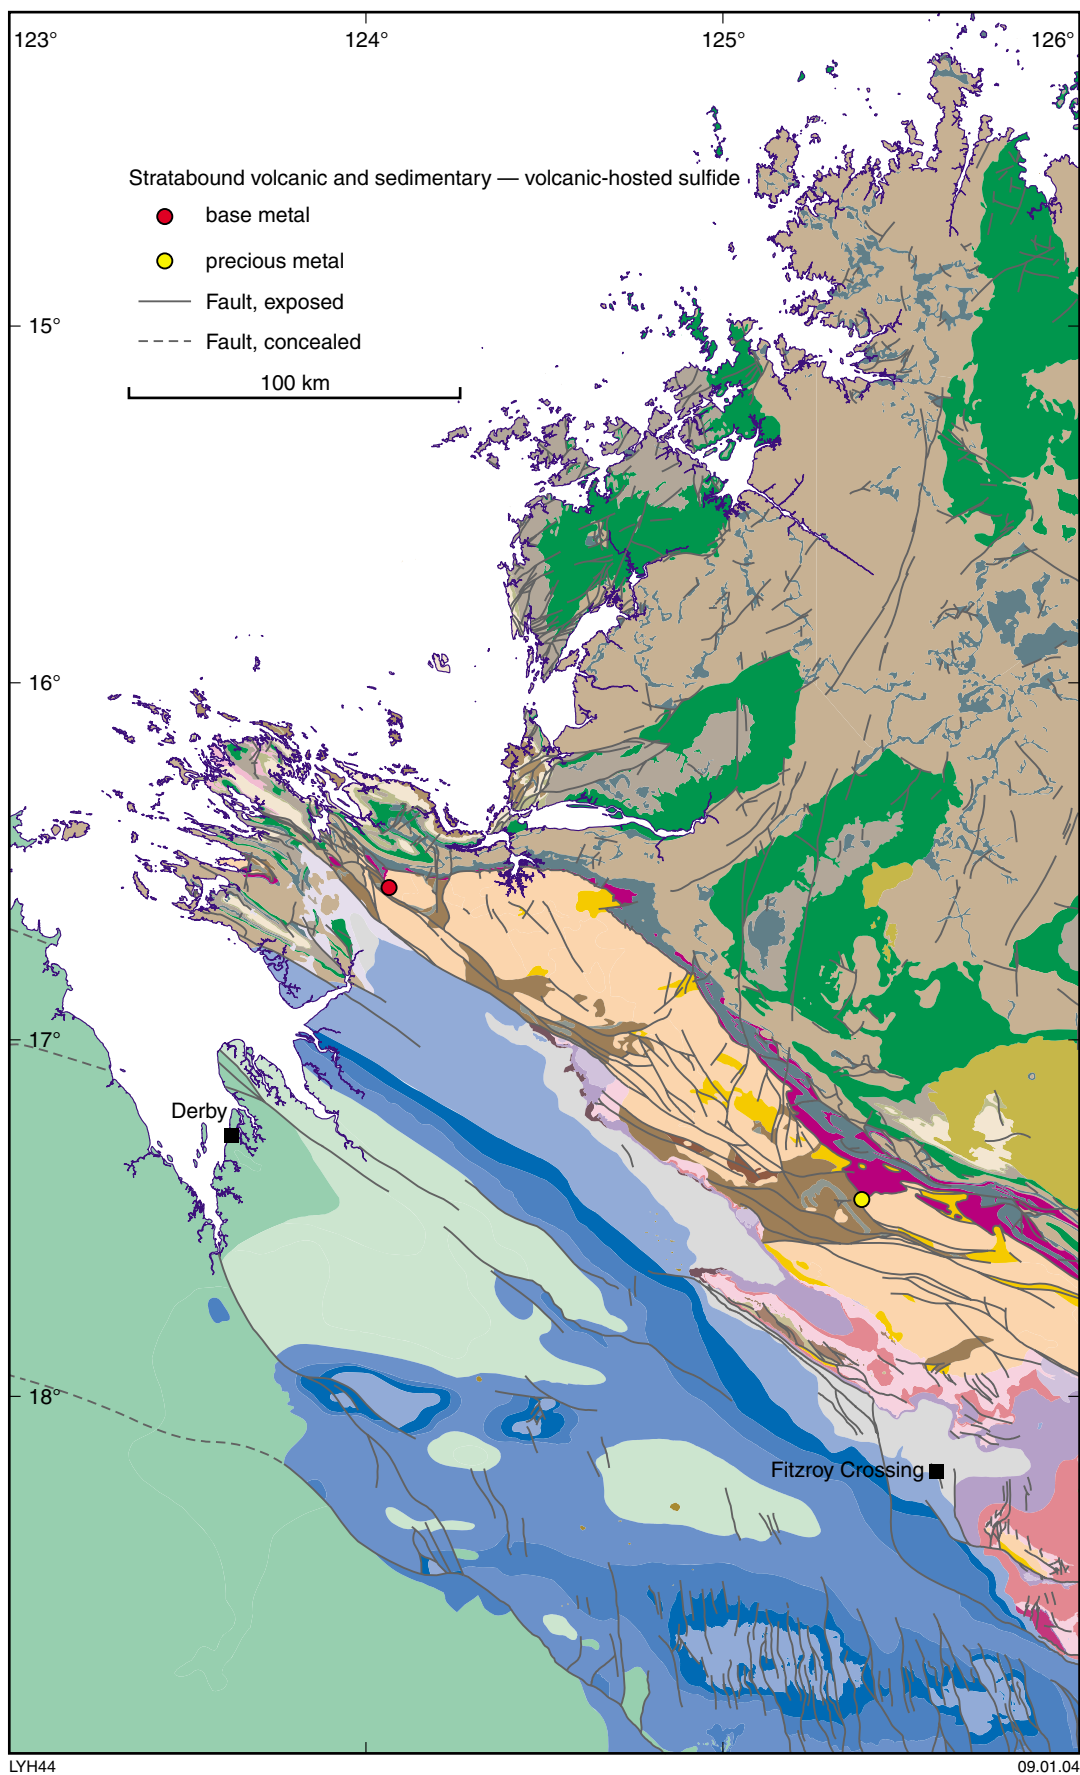 123°
124°
125°
126°
Stratabound volcanic and sedimentary — volcanic-hosted sulfide
base metal
precious metal
Fault, exposed
Fault, concealed
100 km
15°
16°
17°
Derby
18°
Fitzroy Crossing
LYH44
09.01.04